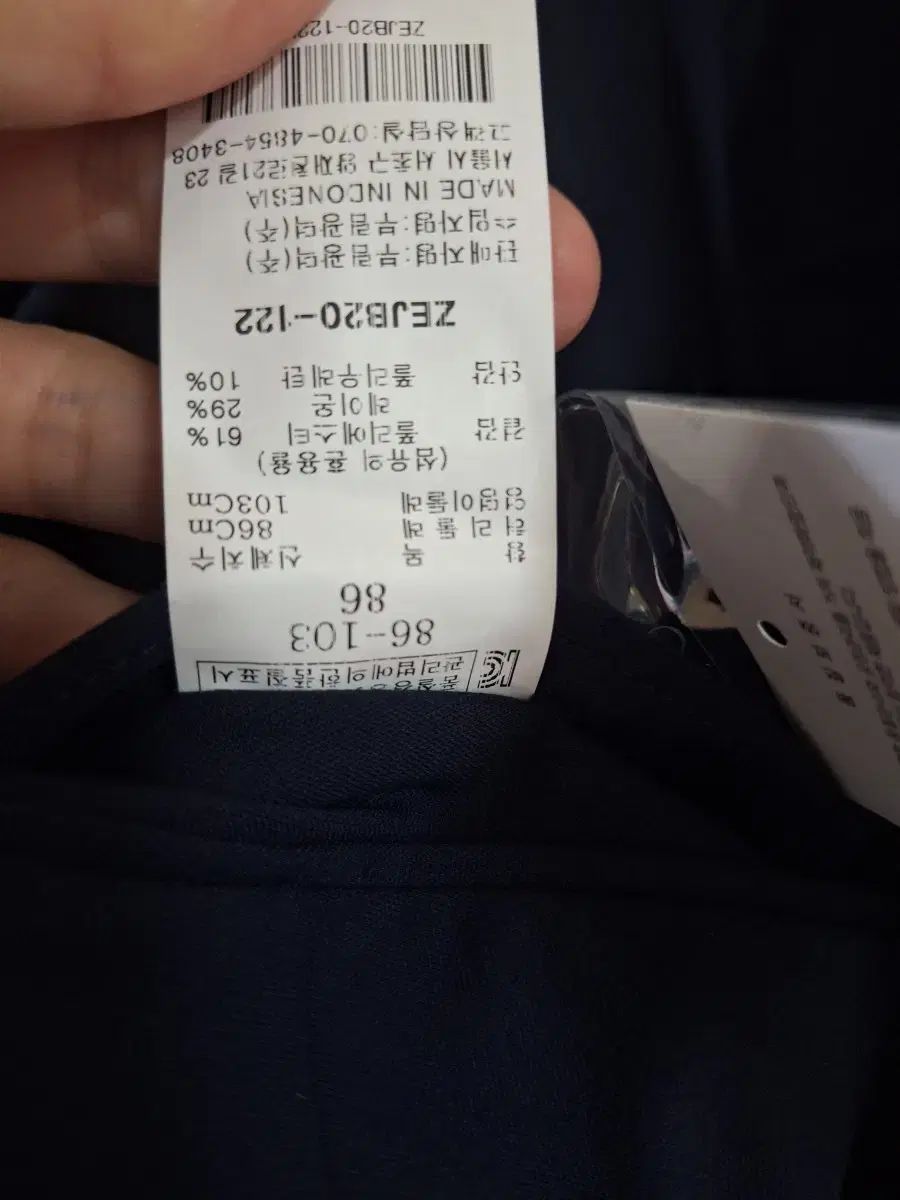 관리법에 의한 품질표시
86-103
86
항 목 신체치수
허리둘레 86Cm
엉덩이둘레 103Cm
(섬유의 혼용율)
겉감 폴리에스터 61%
레이온 29%
안감 폴리우레탄 10%
ZEJB20-122
판매자명:부림광덕(주)
수입자명:부림광덕(주)
MADE IN INDONESIA
서울시 서초구 양재천로21길 23
고객상담실:070-4854-3408
ZEJB20-122